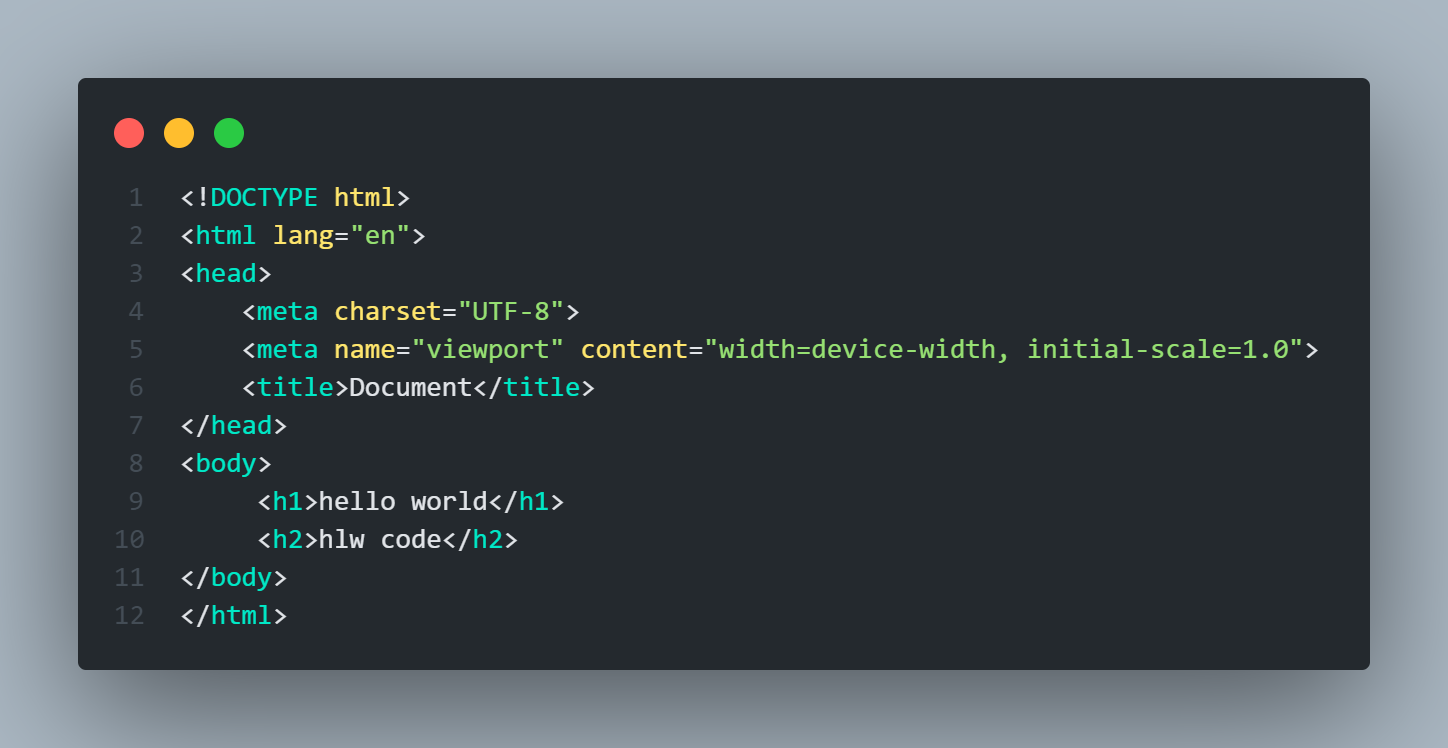 1 <!DOCTYPE html>
2 <html lang="en">
3 <head>
4     <meta charset="UTF-8">
5     <meta name="viewport" content="width=device-width, initial-scale=1.0">
6     <title>Document</title>
7 </head>
8 <body>
9      <h1>hello world</h1>
10      <h2>hlw code</h2>
11 </body>
12 </html>